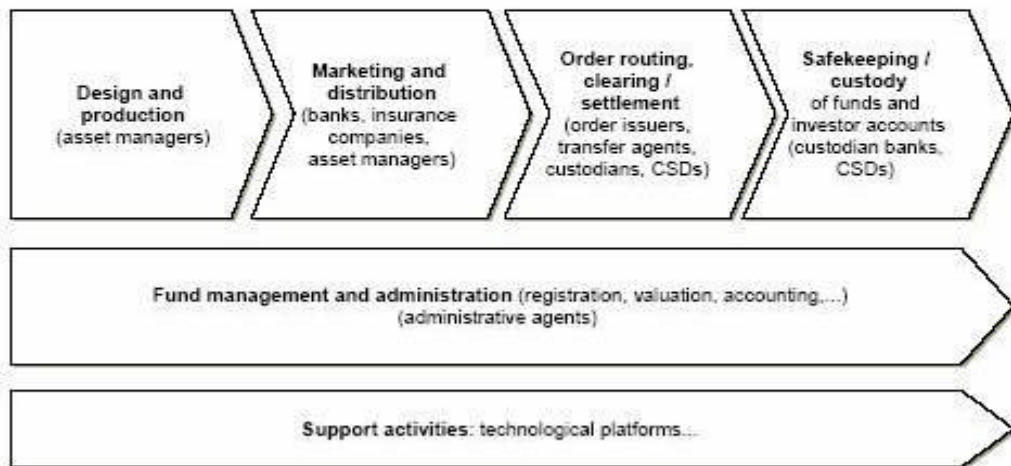 Design and
production
(asset managers)
Marketing and
distribution
(banks, insurance
companies,
asset managers)
Order routing,
clearing /
settlement
(order issuers,
transfer agents,
custodians, CSDs)
Safekeeping /
custody
of funds and
investor accounts
(custodian banks,
CSDs)
Fund management and administration (registration, valuation, accounting,...)
(administrative agents)
Support activities: technological platforms...